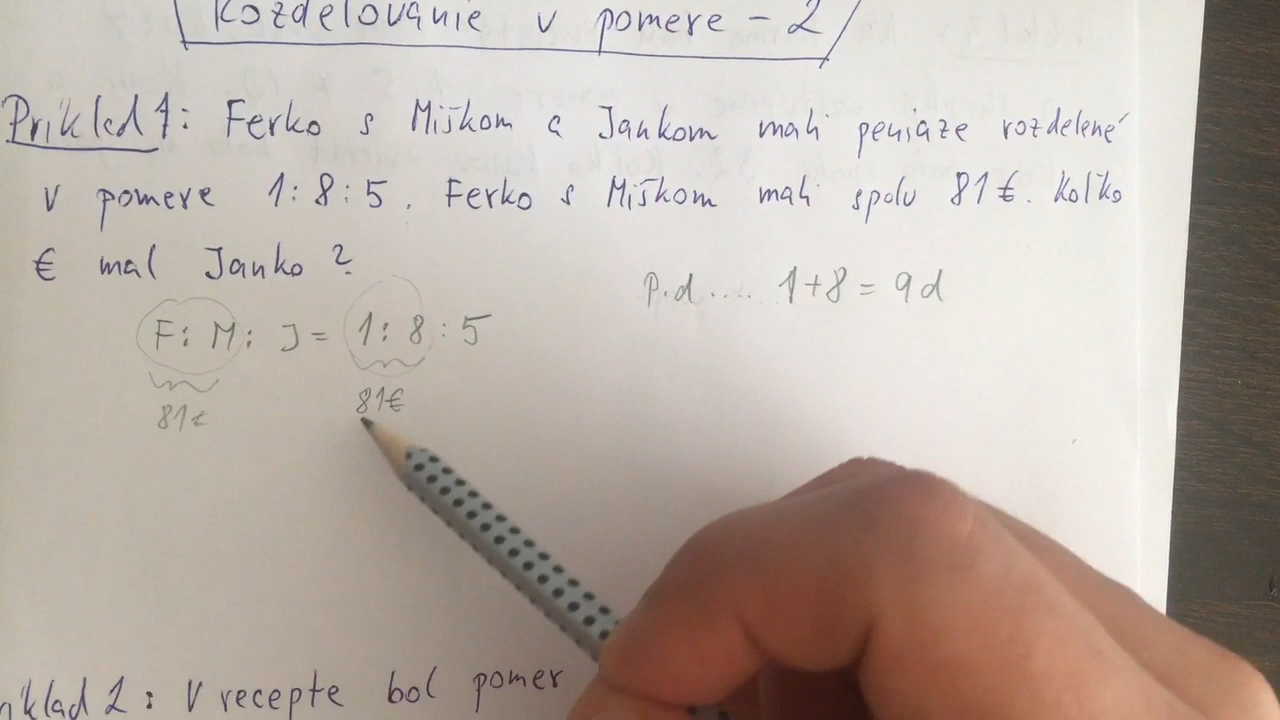 Rozdeľovanie v pomere - 2
Príklad 1: Ferko s Miškom a Jankom mali peniaze rozdelené
v pomere 1:8:5. Ferko s Miškom mali spolu 81€. Koľko
€ mal Janko?
P.d.... 1+8 = 9d
F: M: J = 1: 8 : 5
81€ 81€
riklad 2: V recepte bol pomer